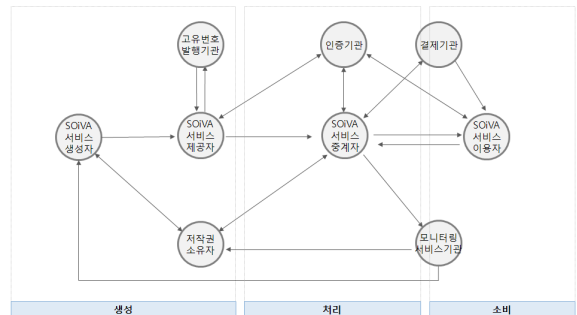 고유번호
발행기관
인증기관
결제기관
SOiVA
서비스
생성자
SOiVA
서비스
제공자
SOiVA
서비스
중계자
SOiVA
서비스
이용자
저작권
소유자
모니터링
서비스기관
생성
처리
소비